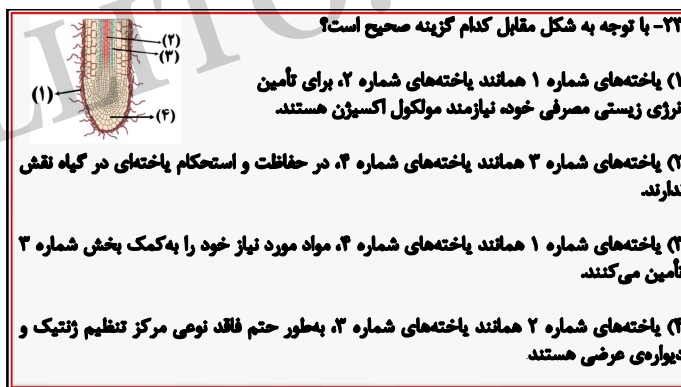 ۲۳- با توجه به شکل مقابل کدام گزینه صحیح است؟
(۱)
(۲)
(۳)
(۴)
۱) یاخته‌های شماره ۱ همانند یاخته‌های شماره ۲، برای تأمین
انرژی زیستی مصرفی خود، نیازمند مولکول اکسیژن هستند.
۲) یاخته‌های شماره ۳ همانند یاخته‌های شماره ۴، در حفاظت و استحکام یاخته‌ای در گیاه نقش
ندارند.
۳) یاخته‌های شماره ۱ همانند یاخته‌های شماره ۴، مواد مورد نیاز خود را به‌کمک بخش شماره ۳
تأمین می‌کنند.
۴) یاخته‌های شماره ۲ همانند یاخته‌های شماره ۳، به‌طور حتم فاقد نوعی مرکز تنظیم ژنتیک و
دیواره‌ی عرضی هستند